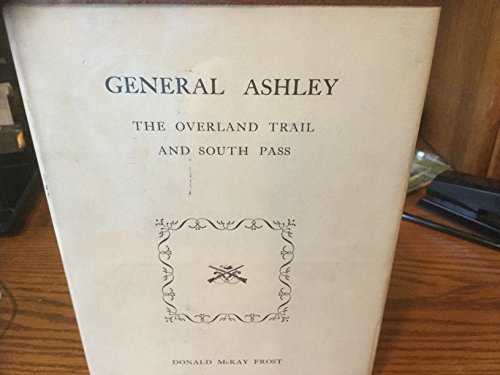 GENERAL ASHLEY
THE OVERLAND TRAIL
AND SOUTH PASS
DONALD McKAY FROST